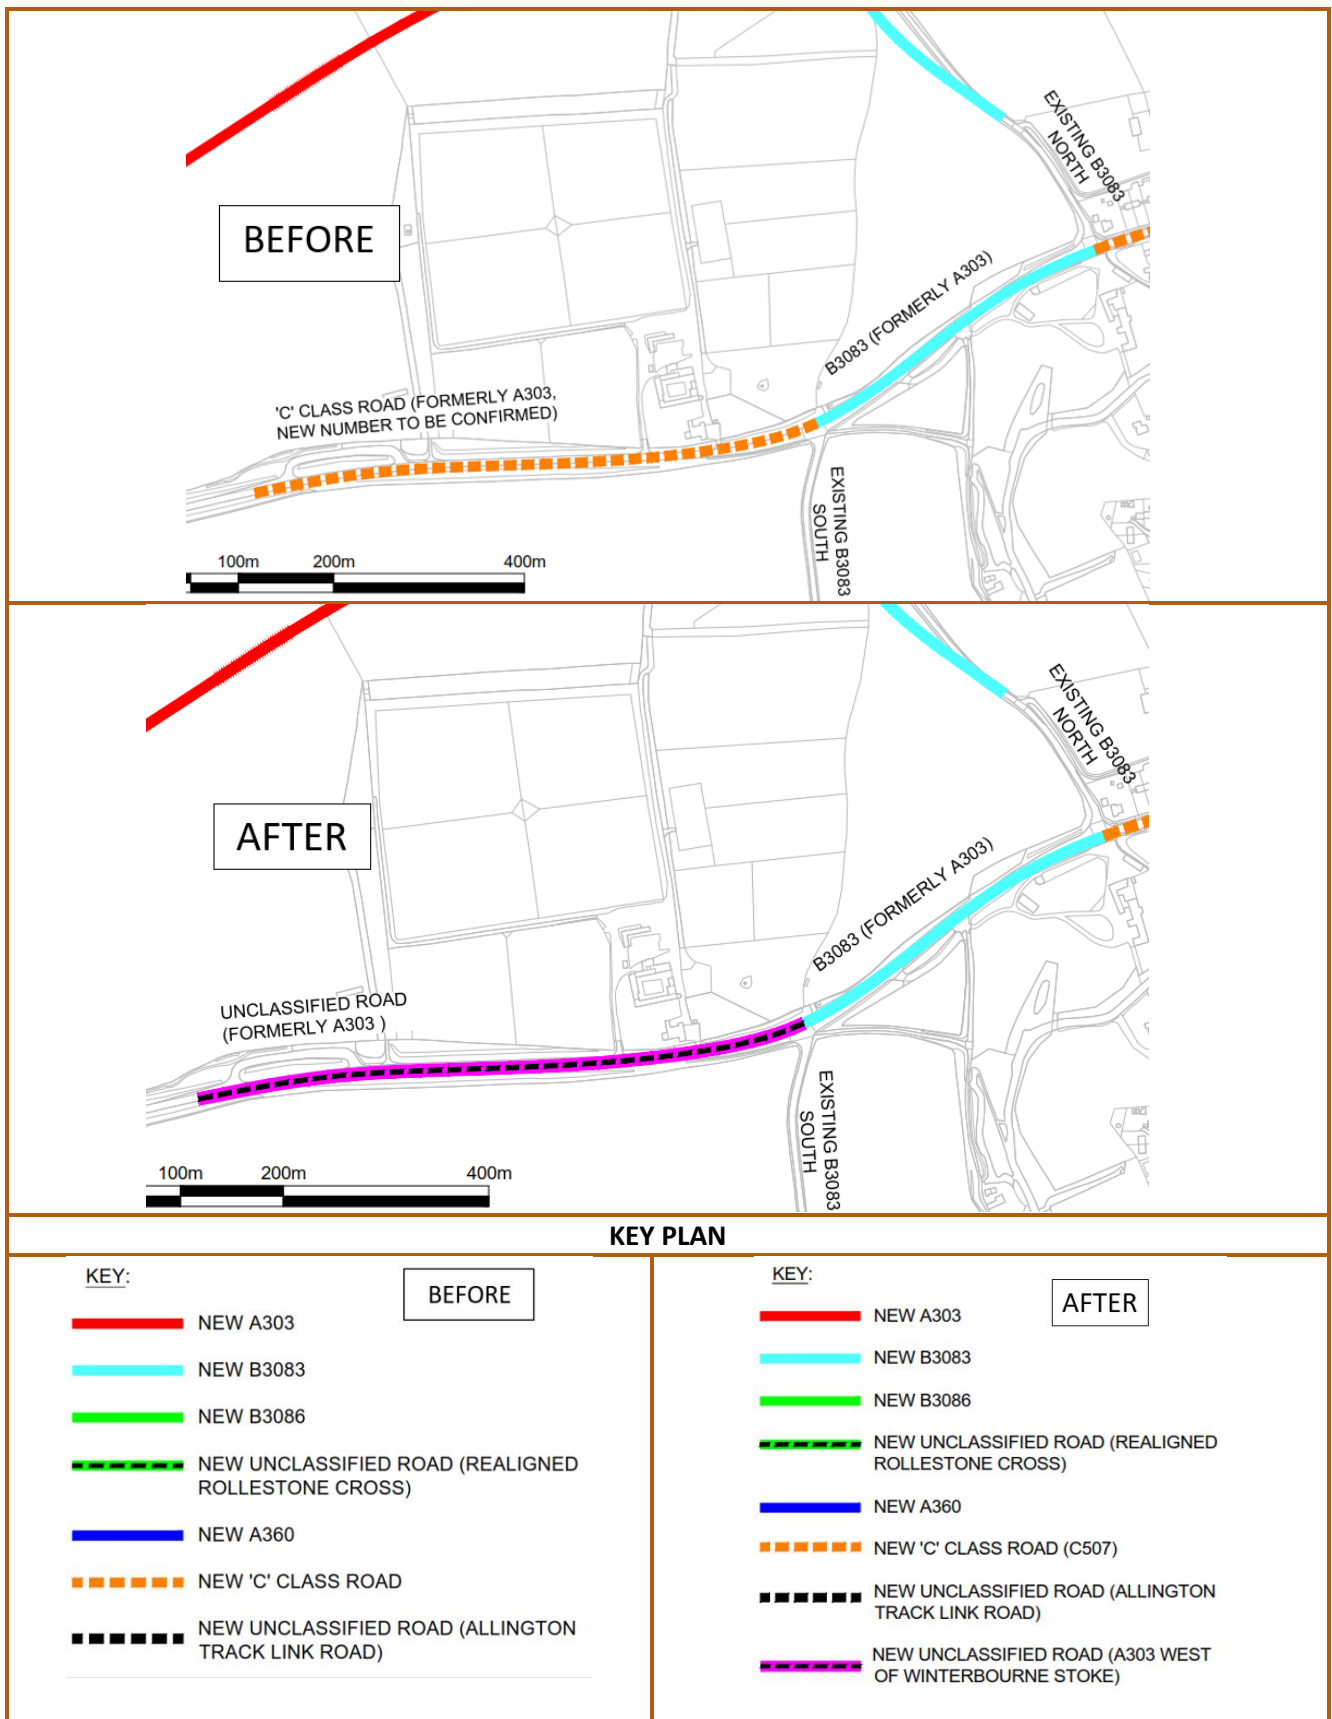 EXISTING B3083
NORTH
BEFORE
B3083 (FORMERLY A303)
'C' CLASS ROAD (FORMERLY A303,
NEW NUMBER TO BE CONFIRMED)
EXISTING B3083
SOUTH
100m 200m 400m
EXISTING B3083
NORTH
AFTER
B3083 (FORMERLY A303)
UNCLASSIFIED ROAD
(FORMERLY A303 )
EXISTING B3083
SOUTH
100m 200m 400m
KEY PLAN
KEY:
BEFORE
NEW A303
NEW B3083
NEW B3086
NEW UNCLASSIFIED ROAD (REALIGNED
ROLLESTONE CROSS)
NEW A360
NEW 'C' CLASS ROAD
NEW UNCLASSIFIED ROAD (ALLINGTON
TRACK LINK ROAD)
KEY:
AFTER
NEW A303
NEW B3083
NEW B3086
NEW UNCLASSIFIED ROAD (REALIGNED
ROLLESTONE CROSS)
NEW A360
NEW 'C' CLASS ROAD (C507)
NEW UNCLASSIFIED ROAD (ALLINGTON
TRACK LINK ROAD)
NEW UNCLASSIFIED ROAD (A303 WEST
OF WINTERBOURNE STOKE)